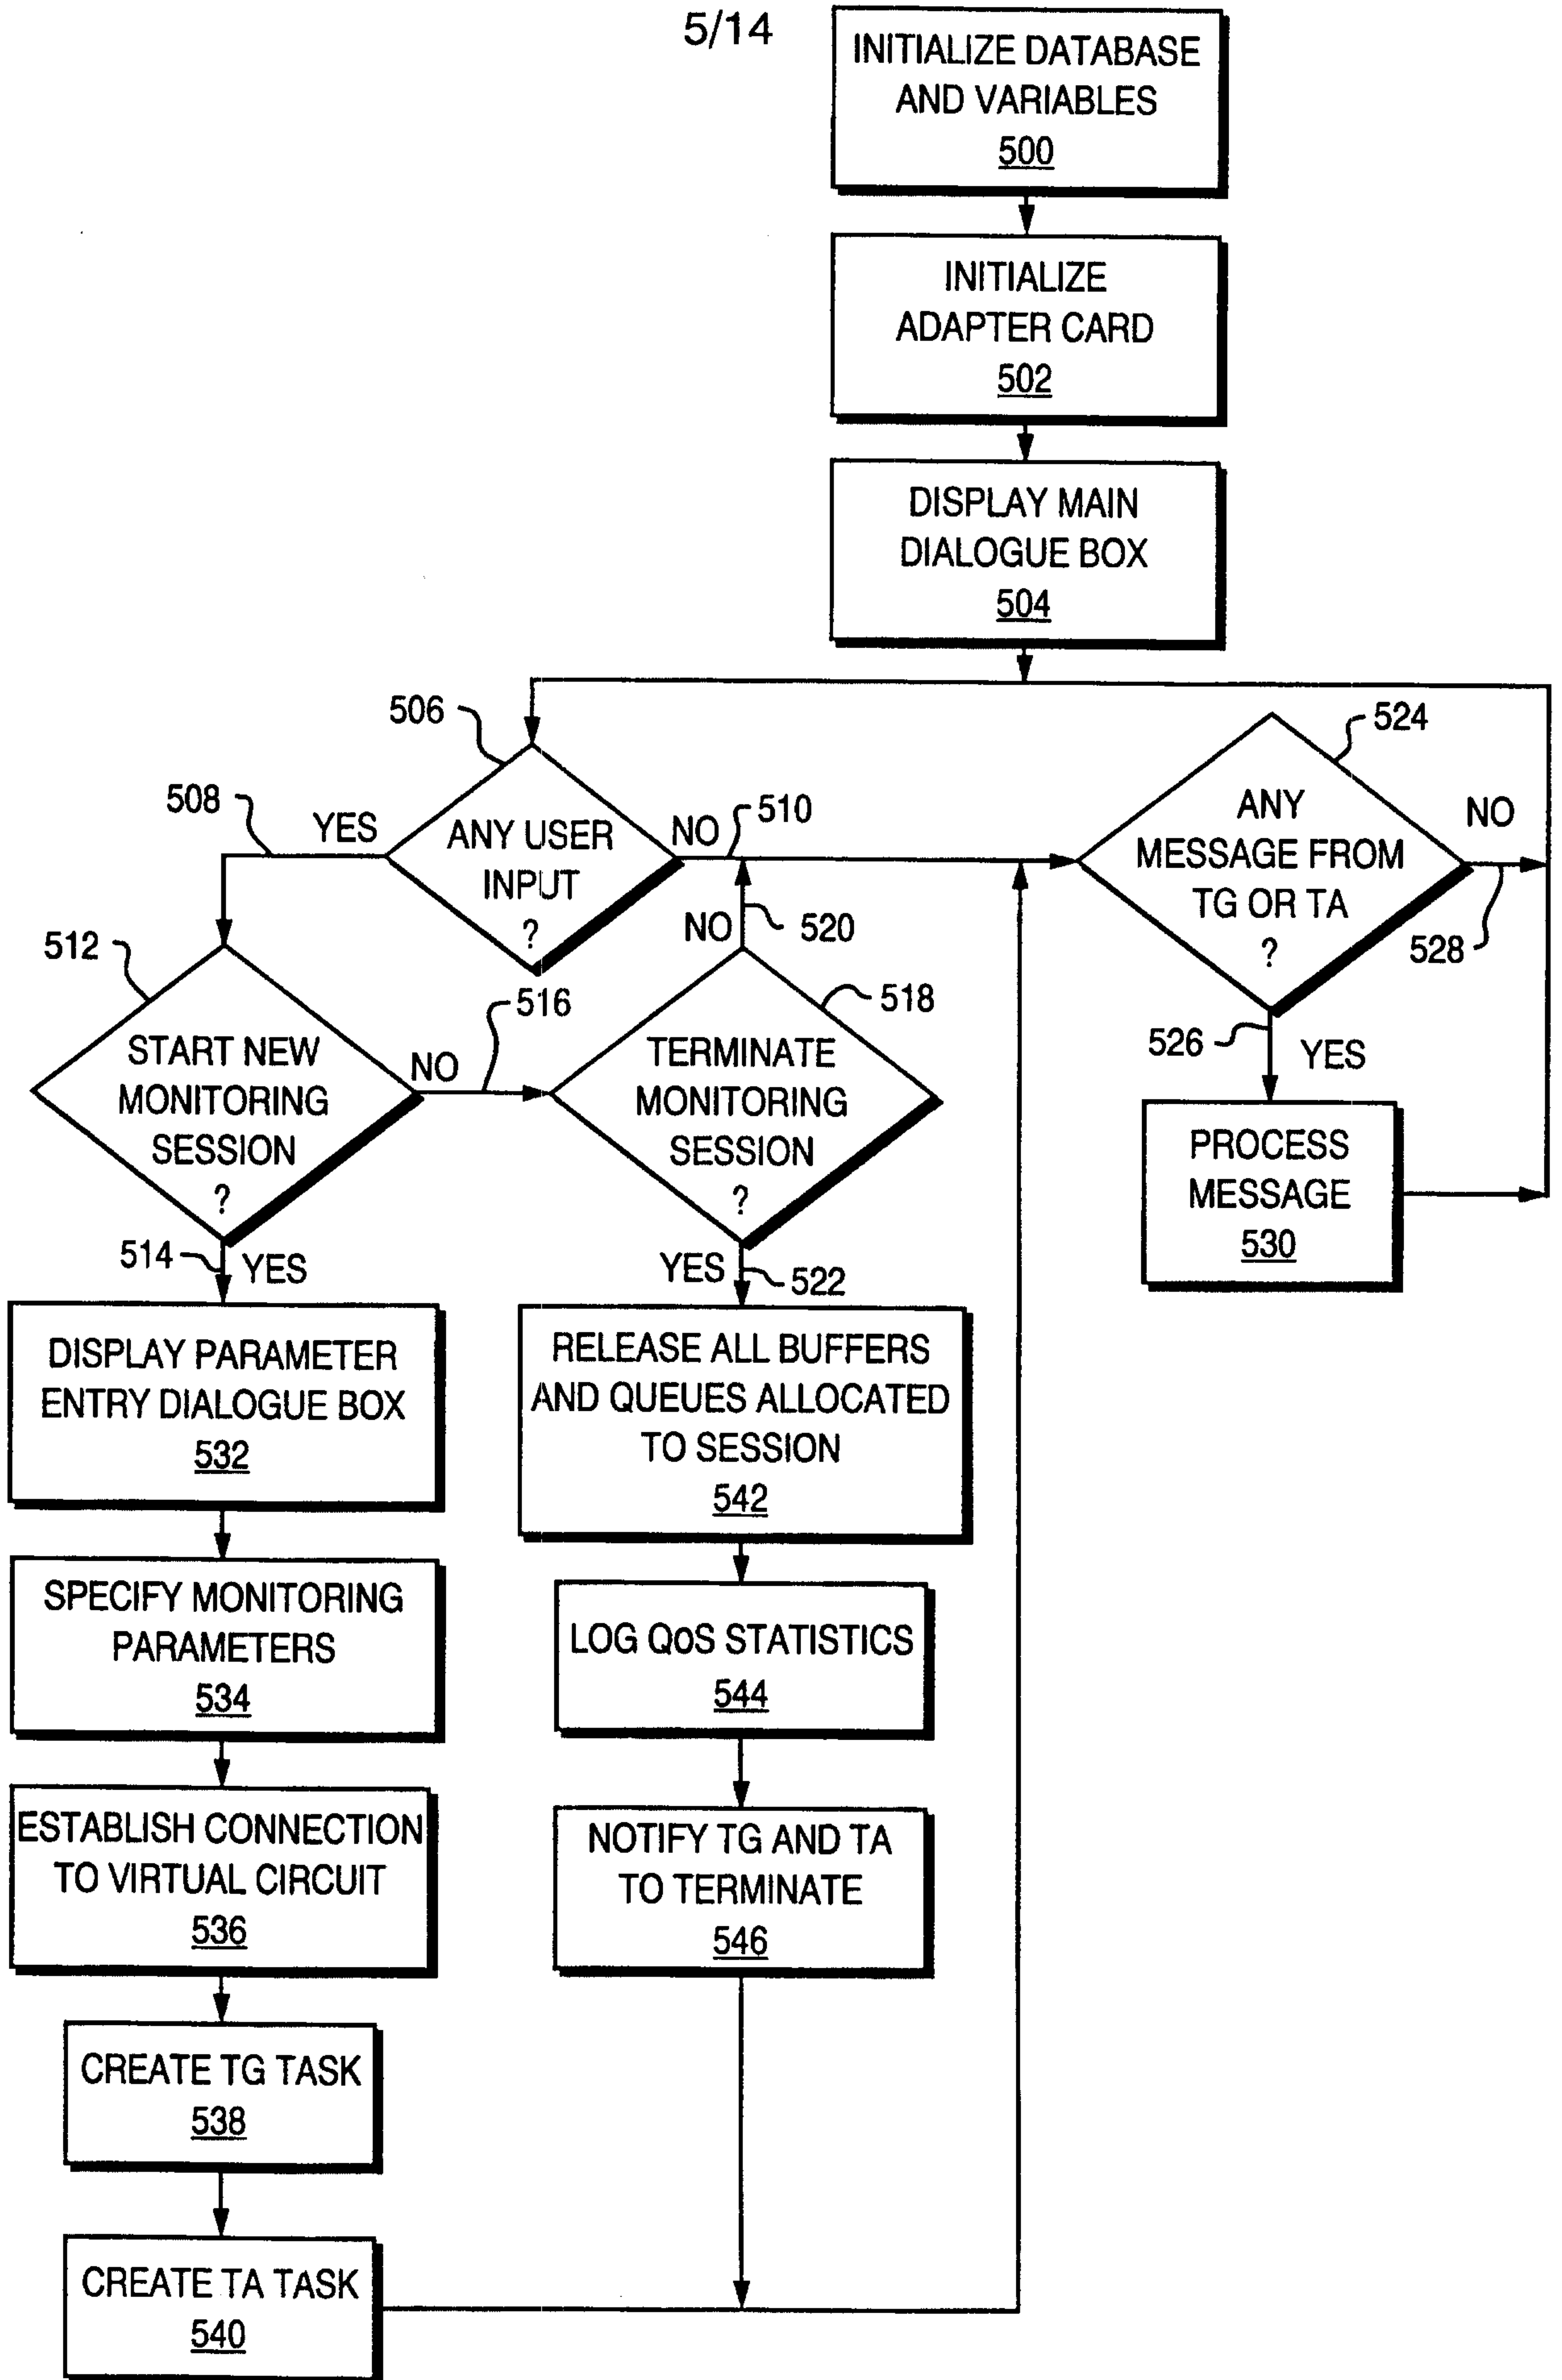 5/14
INITIALIZE DATABASE
AND VARIABLES
500
INITIALIZE
ADAPTER CARD
502
DISPLAY MAIN
DIALOGUE BOX
504
506
508
YES
ANY USER
INPUT
?
NO
510
524
ANY
MESSAGE FROM
TG OR TA
?
NO
528
526
YES
PROCESS
MESSAGE
530
512
START NEW
MONITORING
SESSION
?
NO
516
514
YES
518
TERMINATE
MONITORING
SESSION
?
NO
520
YES
522
DISPLAY PARAMETER
ENTRY DIALOGUE BOX
532
SPECIFY MONITORING
PARAMETERS
534
ESTABLISH CONNECTION
TO VIRTUAL CIRCUIT
536
CREATE TG TASK
538
CREATE TA TASK
540
RELEASE ALL BUFFERS
AND QUEUES ALLOCATED
TO SESSION
542
LOG QoS STATISTICS
544
NOTIFY TG AND TA
TO TERMINATE
546